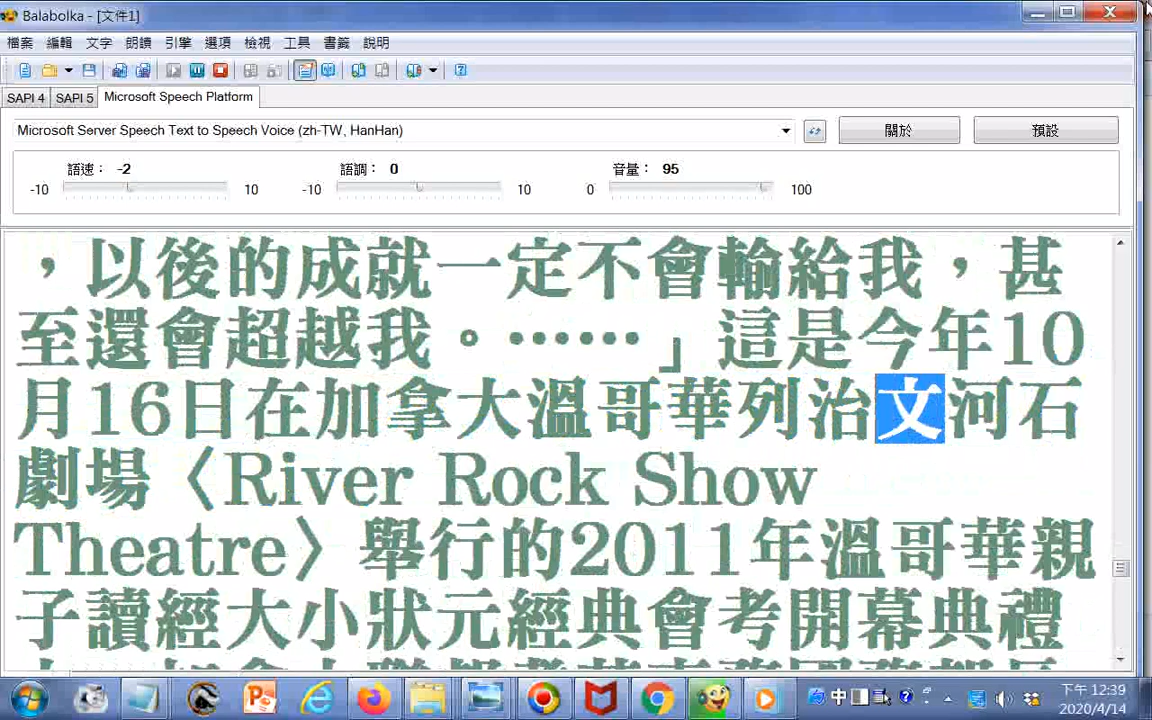 Balabolka - [文件1]
檔案 編輯 文字 朗讀 引擎 選項 檢視 工具 書籤 說明
SAPI 4 SAPI 5 Microsoft Speech Platform
Microsoft Server Speech Text to Speech Voice (zh-TW, HanHan) 關於 預設
語速： -2 語調： 0 音量： 95
-10 10 -10 10 0 100
，以後的成就一定不會輸給我，甚
至還會超越我。⋯⋯」這是今年10
月16日在加拿大溫哥華列治文河石
劇場〈River Rock Show
Theatre〉舉行的2011年溫哥華親
子讀經大小狀元經典會考開幕典禮
中 下午 12:39
2020/4/14